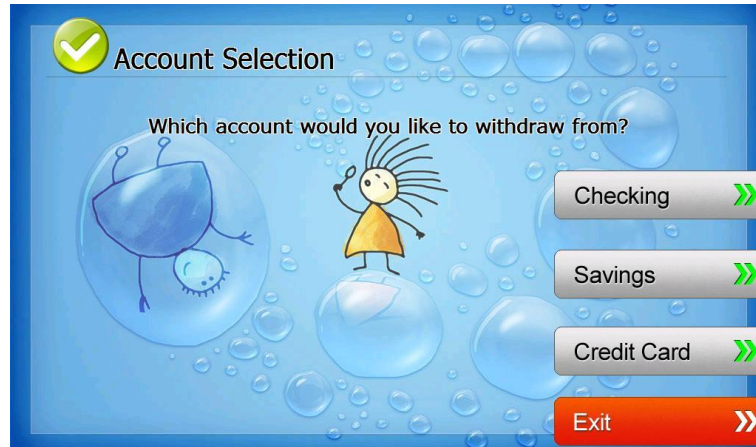 Account Selection
Which account would you like to withdraw from?
Checking
Savings
Credit Card
Exit